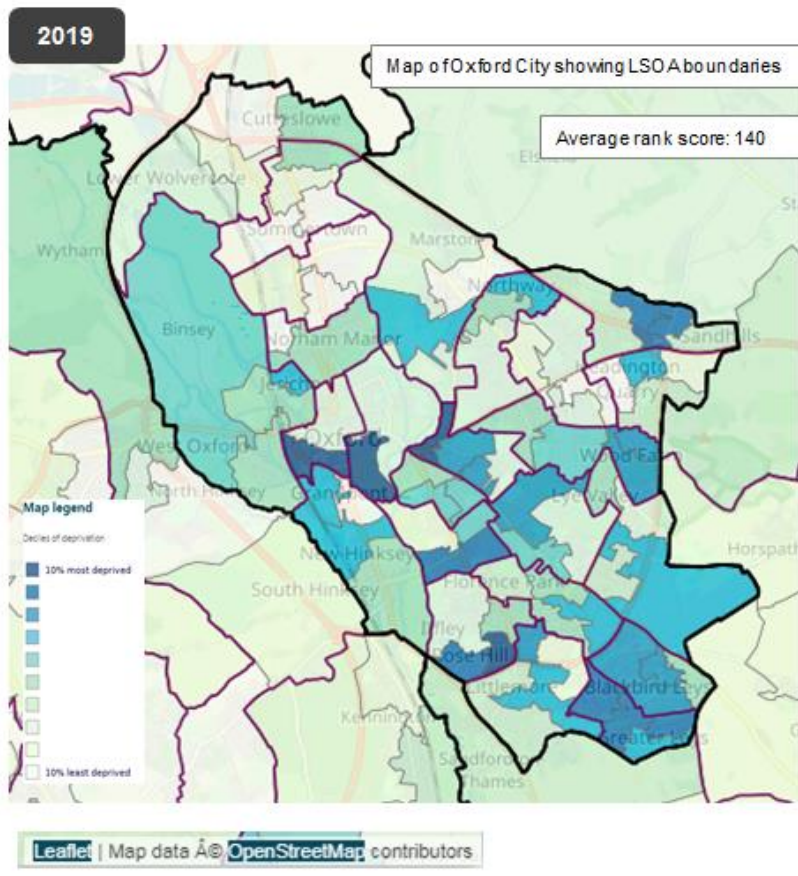 2019
Map of Oxford City showing LSOA boundaries
Average rank score: 140
Cutteslowe
Lower Wolvercote
Wytham
Summertown
Marston
Northway
Binsey
Norham Manor
Sandhills
Headington
Quarry
Jericho
Oxford
West Oxford
Wood Farm
North Hinksey
Grandpont
Lye Valley
Map legend
Deciles of deprivation
New Hinksey
Horspath
10% most deprived
South Hinksey
Florence Park
Iffley
Rose Hill
Littlemore
Blackbird Leys
Kennington
Greater Leys
Sandford-on-
Thames
10% least deprived
Leaflet | Map data Â© OpenStreetMap contributors